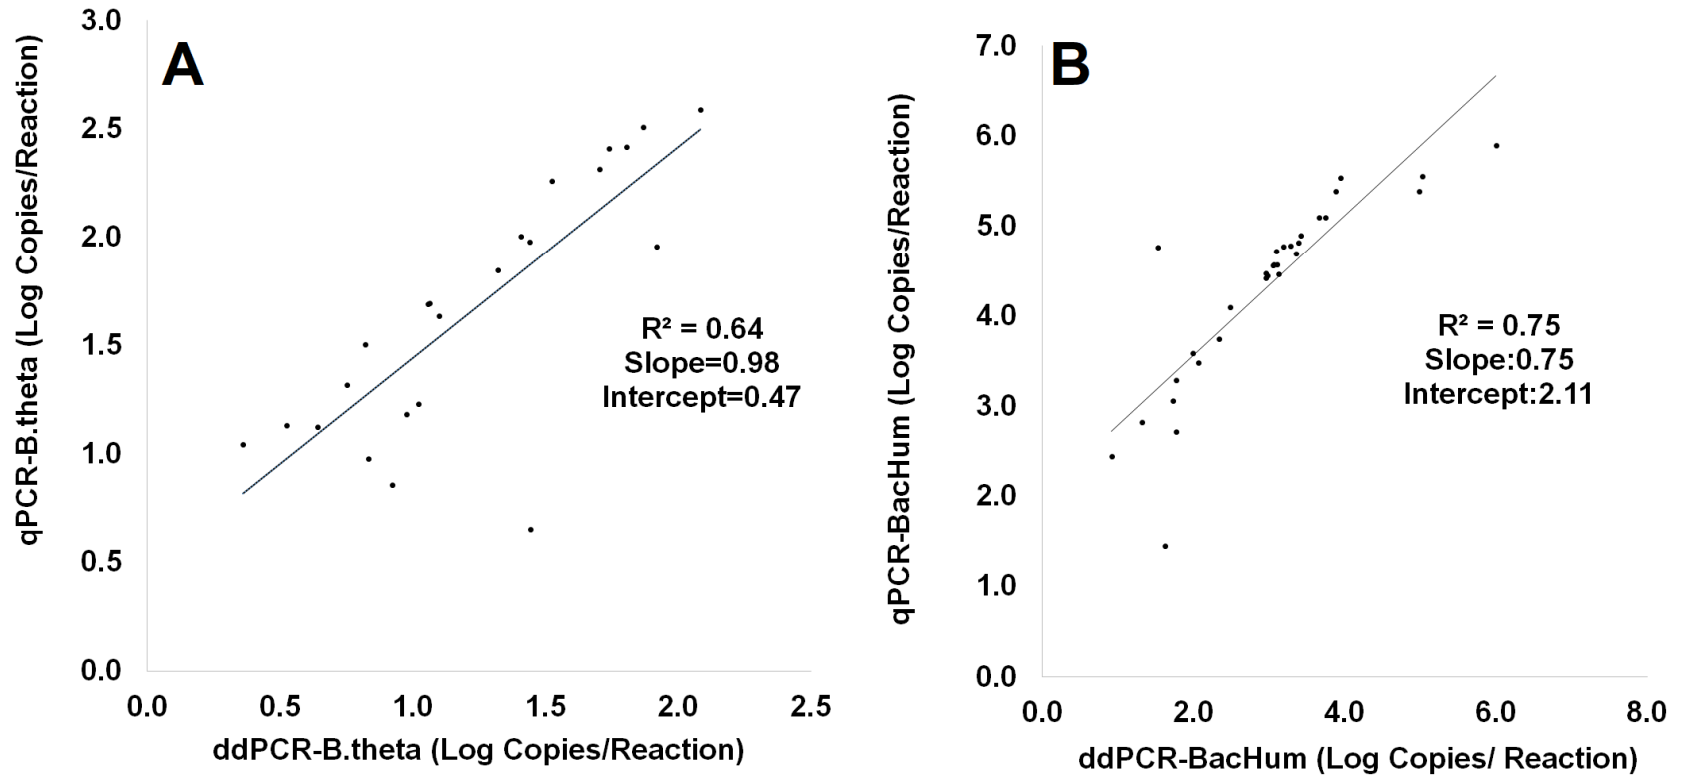 A
qPCR-B.theta (Log Copies/Reaction)
3.0
2.5
2.0
1.5
1.0
0.5
0.0
R² = 0.64
Slope=0.98
Intercept=0.47
0.0 0.5 1.0 1.5 2.0 2.5
ddPCR-B.theta (Log Copies/Reaction)
B
qPCR-BacHum (Log Copies/Reaction)
7.0
6.0
5.0
4.0
3.0
2.0
1.0
0.0
R² = 0.75
Slope:0.75
Intercept:2.11
0.0 2.0 4.0 6.0 8.0
ddPCR-BacHum (Log Copies/ Reaction)